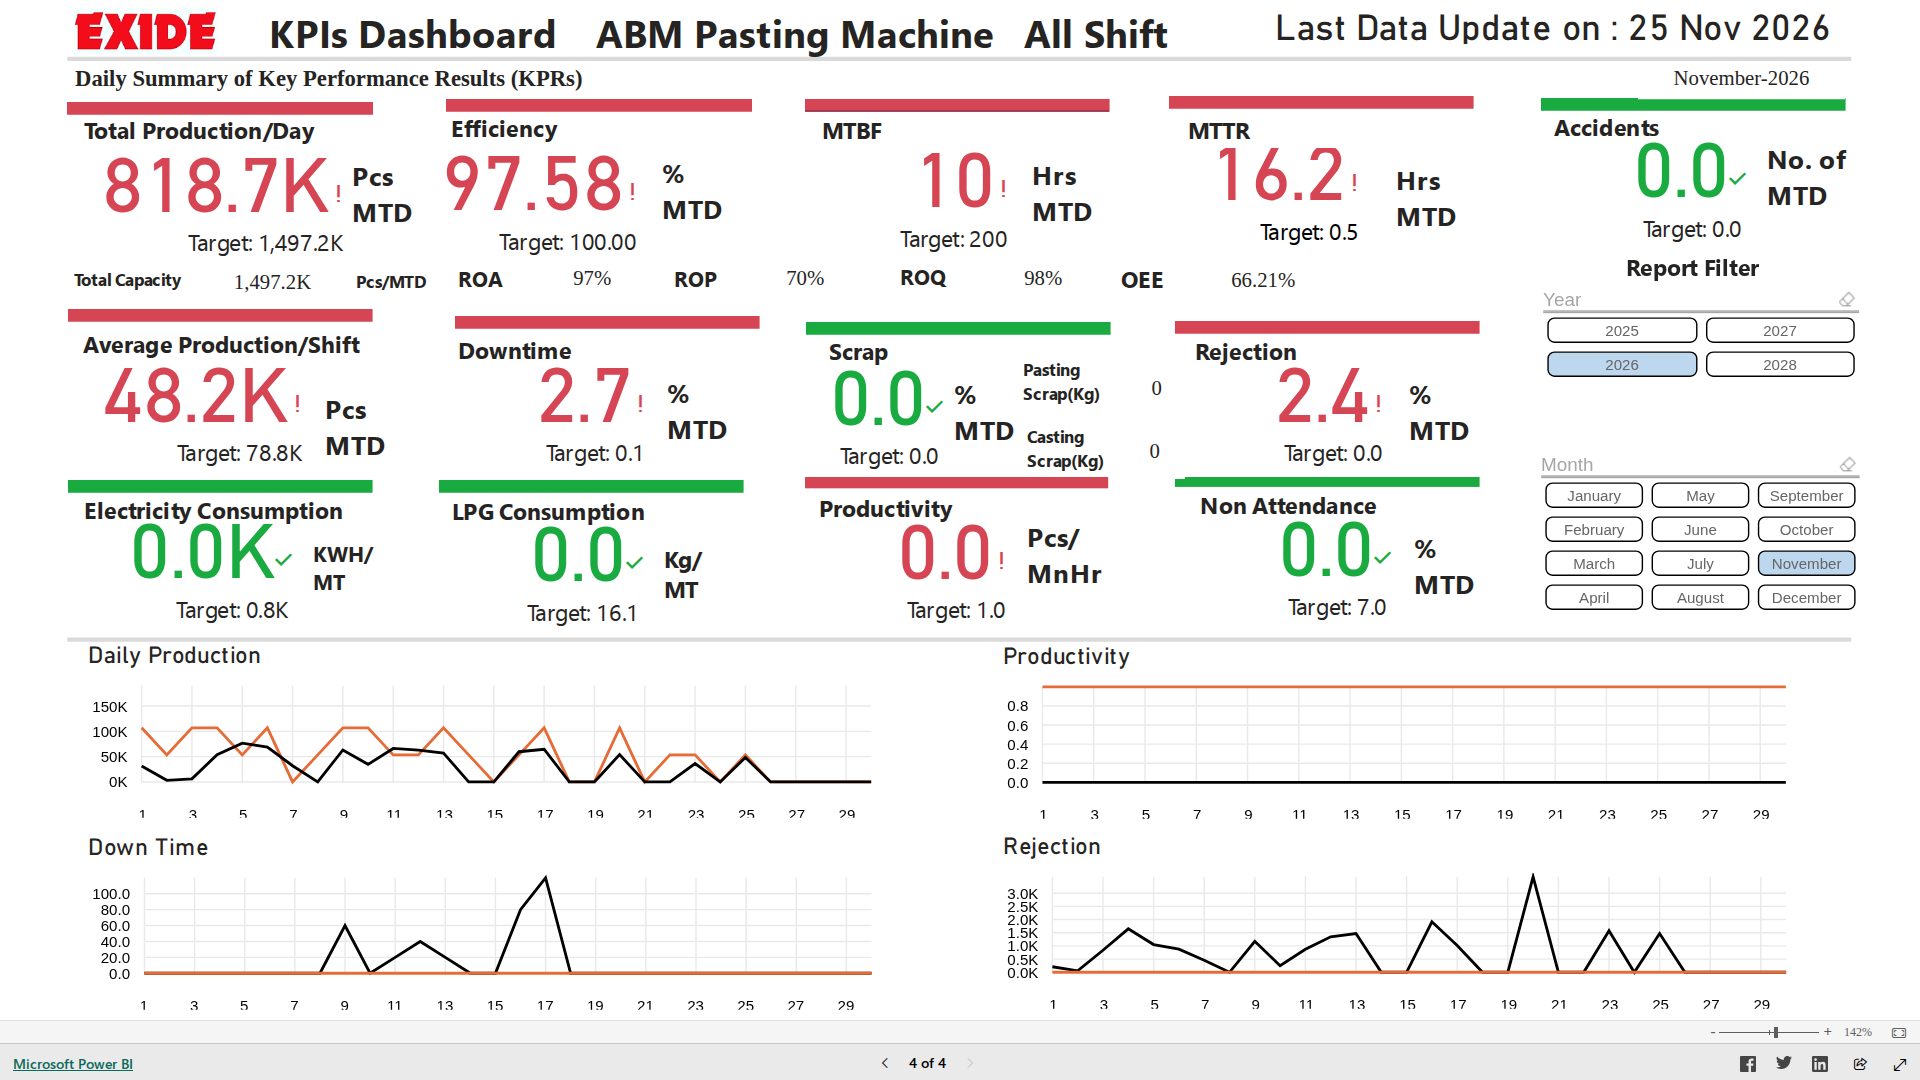 EXIDE KPIs Dashboard ABM Pasting Machine All Shift Last Data Update on : 25 Nov 2026
Daily Summary of Key Performance Results (KPRs) November-2026
Total Production/Day
818.7K! Pcs
MTD
Target: 1,497.2K
Efficiency
97.58! %
MTD
Target: 100.00
MTBF
10! Hrs
MTD
Target: 200
MTTR
16.2! Hrs
MTD
Target: 0.5
Accidents
0.0 No. of
MTD
Target: 0.0
Total Capacity 1,497.2K Pcs/MTD ROA 97% ROP 70% ROQ 98% OEE 66.21%
Report Filter
Year
2025 2027
2026 2028
Average Production/Shift
48.2K! Pcs
MTD
Target: 78.8K
Downtime
2.7! %
MTD
Target: 0.1
Scrap
0.0 %
MTD
Target: 0.0
Pasting
Scrap(Kg) 0
Casting
Scrap(Kg) 0
Rejection
2.4! %
MTD
Target: 0.0
Month
January May September
February June October
March July November
April August December
Electricity Consumption
0.0K KWH/
MT
Target: 0.8K
LPG Consumption
0.0 Kg/
MT
Target: 16.1
Productivity
0.0! Pcs/
MnHr
Target: 1.0
Non Attendance
0.0 %
MTD
Target: 7.0
Daily Production
150K
100K
50K
0K
1 3 5 7 9 11 13 15 17 19 21 23 25 27 29
Productivity
0.8
0.6
0.4
0.2
0.0
1 3 5 7 9 11 13 15 17 19 21 23 25 27 29
Down Time
100.0
80.0
60.0
40.0
20.0
0.0
1 3 5 7 9 11 13 15 17 19 21 23 25 27 29
Rejection
3.0K
2.5K
2.0K
1.5K
1.0K
0.5K
0.0K
1 3 5 7 9 11 13 15 17 19 21 23 25 27 29
- + 142%
Microsoft Power BI < 4 of 4 >